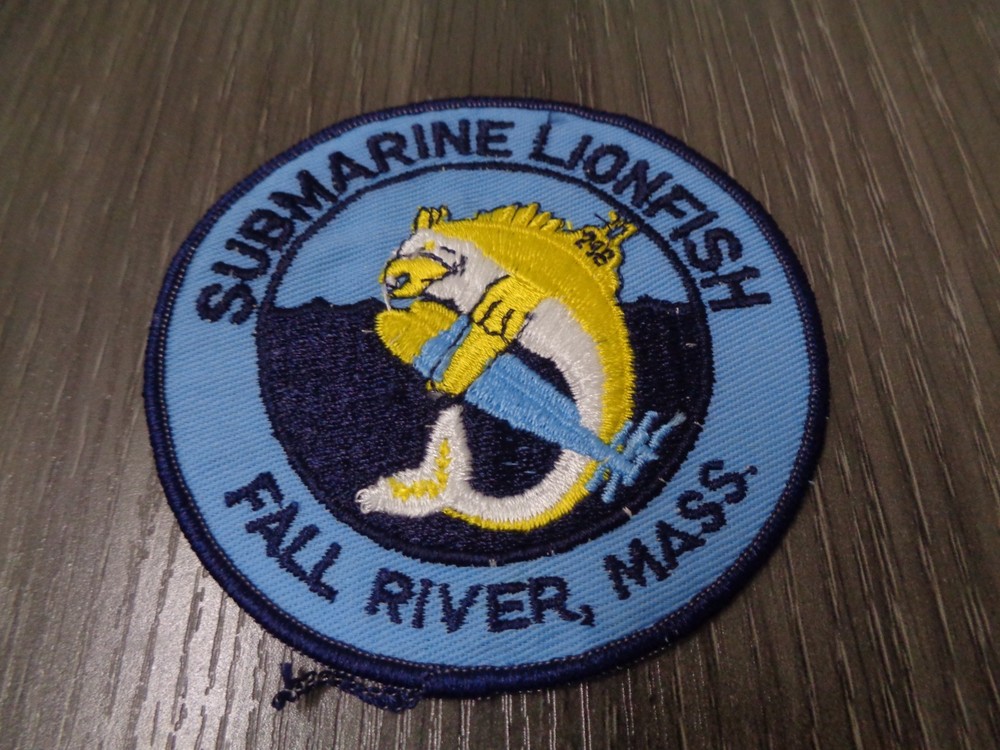 SUBMARINE LIONFISH
298
FALL RIVER, MASS.